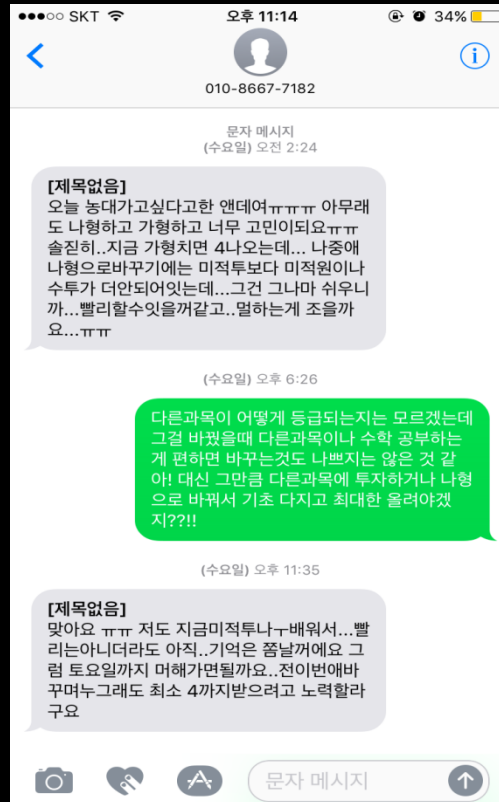 SKT 오후 11:14 34%
010-8667-7182
문자 메시지
(수요일) 오전 2:24
[제목없음]
오늘 농대가고싶다고한 앤데여ㅠㅠㅠ 아무래
도 나형하고 가형하고 너무 고민이되요ㅠㅠ
솔짇히..지금 가형치면 4나오는데... 나중애
나형으로바꾸기에는 미적투보다 미적원이나
수투가 더안되어잇는데...그건 그나마 쉬우니
까...빨리할수잇을꺼같고..멀하는게 조을까
요...ㅠㅠ
(수요일) 오후 6:26
다른과목이 어떻게 등급되는지는 모르겠는데
그걸 바꿨을때 다른과목이나 수학 공부하는
게 편하면 바꾸는것도 나쁘지는 않은 것 같
아! 대신 그만큼 다른과목에 투자하거나 나형
으로 바꿔서 기초 다지고 최대한 올려야겠
지??!!
(수요일) 오후 11:35
[제목없음]
맞아요 ㅠㅠ 저도 지금미적투나ㅜ배워서...빨
리는아니더라도 아직..기억은 쫌날꺼에요 그
럼 토요일까지 머해가면될까요..전이번애바
꾸며누그래도 최소 4까지받으려고 노력할라
구요
문자 메시지